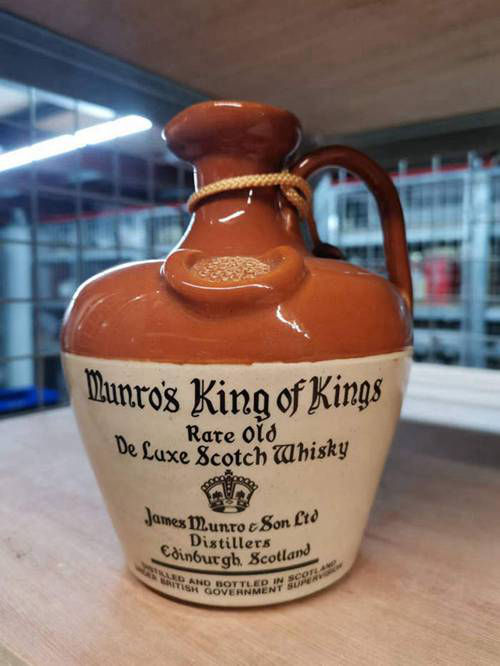 Munro's King of Kings
Rare Old
De Luxe Scotch Whisky
James Munro & Son Ltd
Distillers
Edinburgh, Scotland
DISTILLED AND BOTTLED IN SCOTLAND
UNDER BRITISH GOVERNMENT SUPERVISION